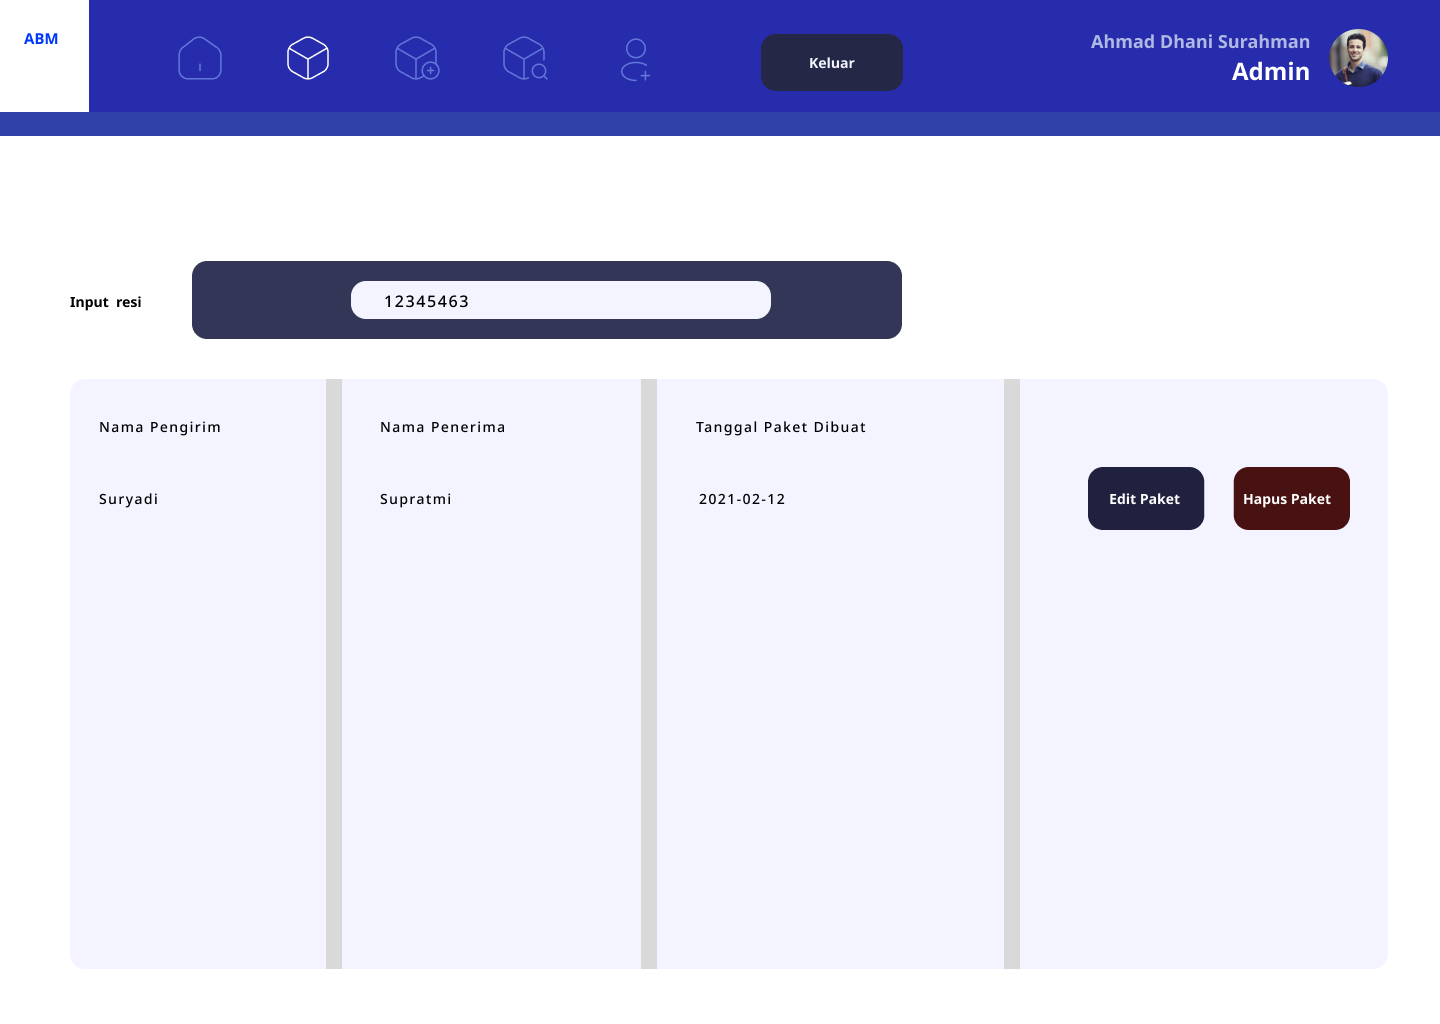 ABM
Keluar
Ahmad Dhani Surahman
Admin
Input resi
12345463
Nama Pengirim
Nama Penerima
Tanggal Paket Dibuat
Suryadi
Supratmi
2021-02-12
Edit Paket
Hapus Paket